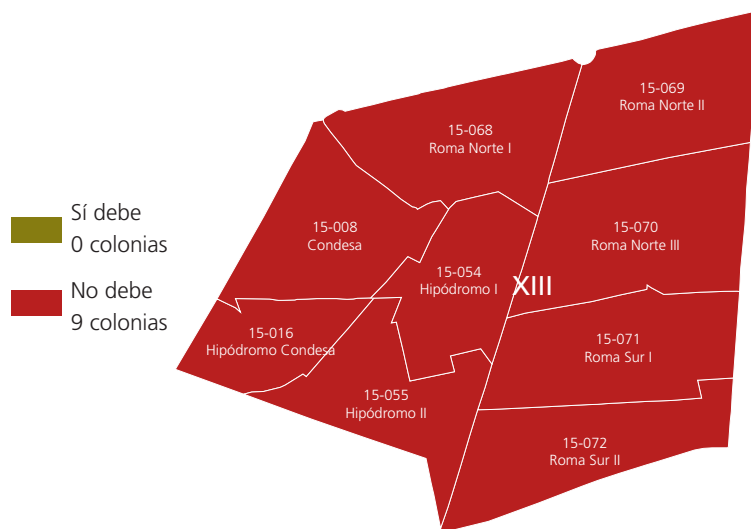 Sí debe
0 colonias
No debe
9 colonias
15-069
Roma Norte II
15-068
Roma Norte I
15-008
Condesa
15-070
Roma Norte III
15-054
Hipódromo I
XIII
15-016
Hipódromo Condesa
15-071
Roma Sur I
15-055
Hipódromo II
15-072
Roma Sur II